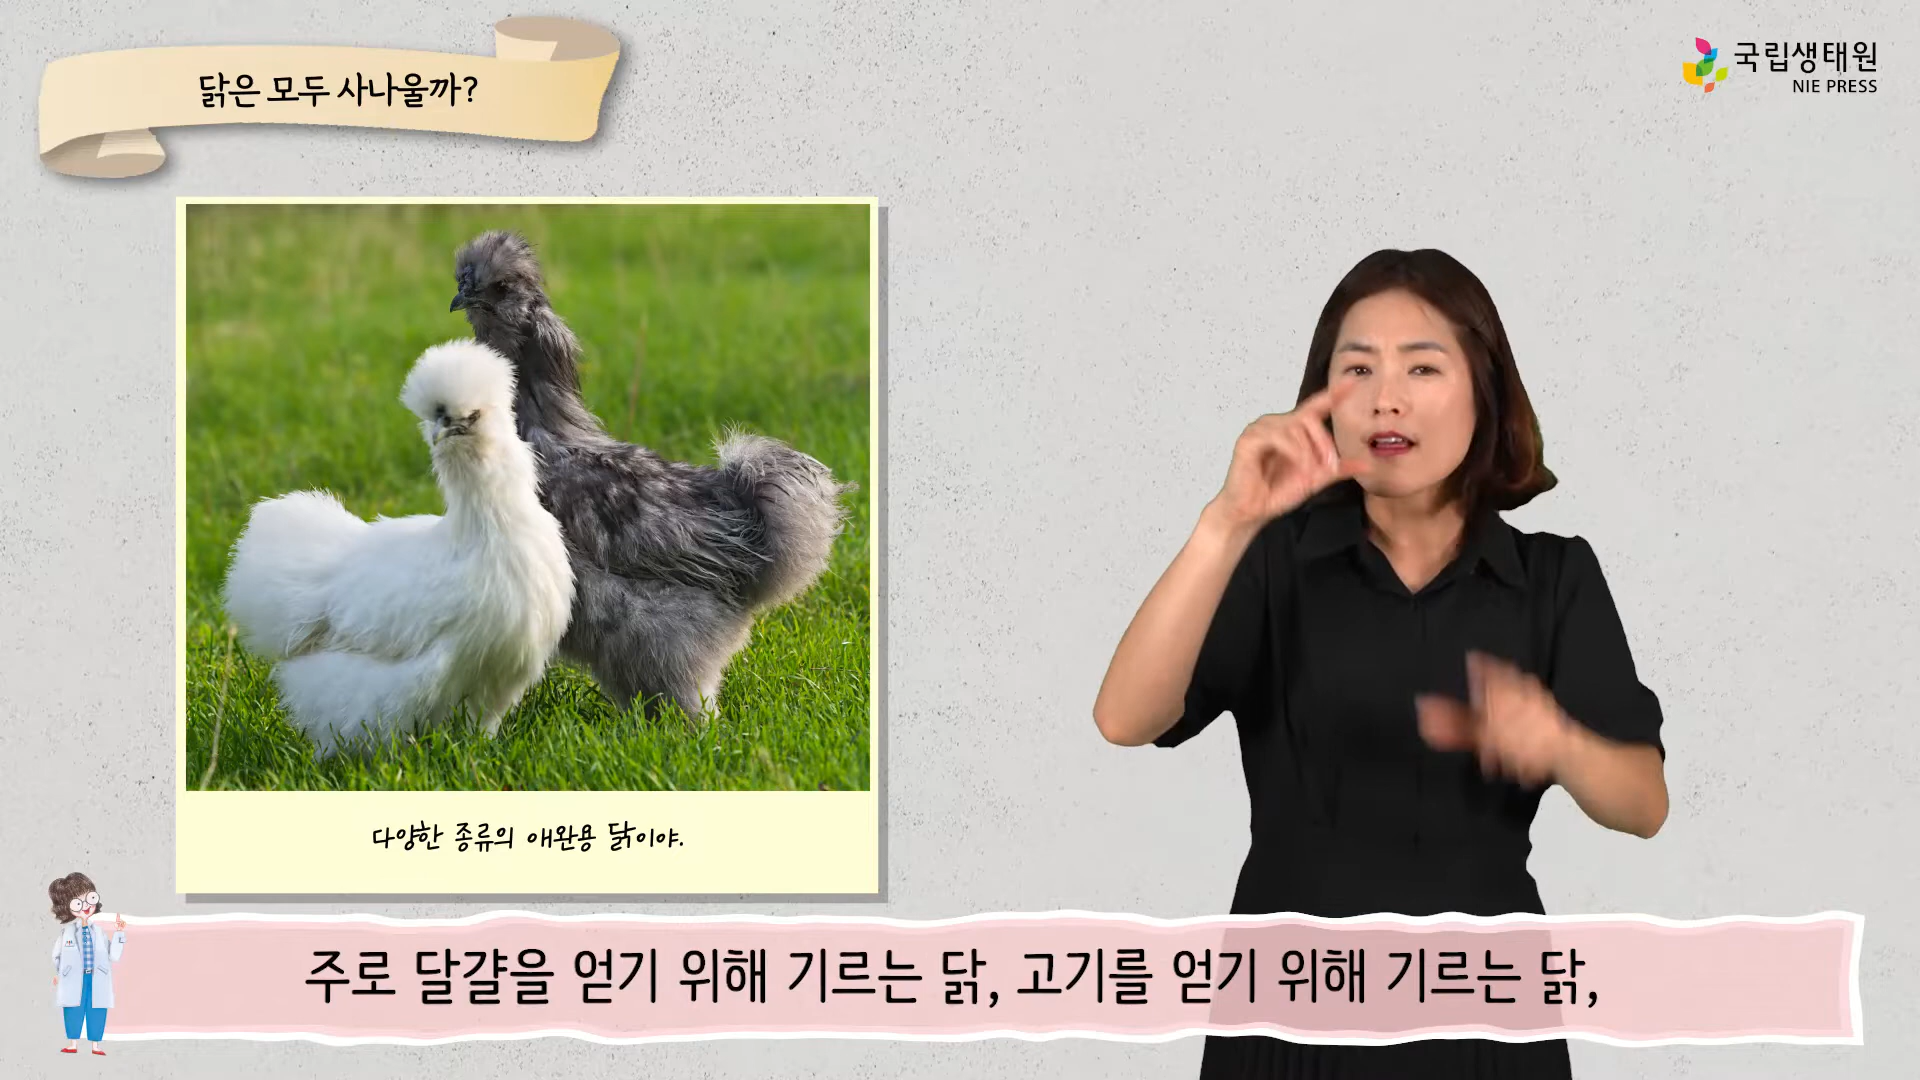 닭은 모두 사나울까?
국립생태원
NIE PRESS
다양한 종류의 애완용 닭이야.
주로 달걀을 얻기 위해 기르는 닭, 고기를 얻기 위해 기르는 닭,